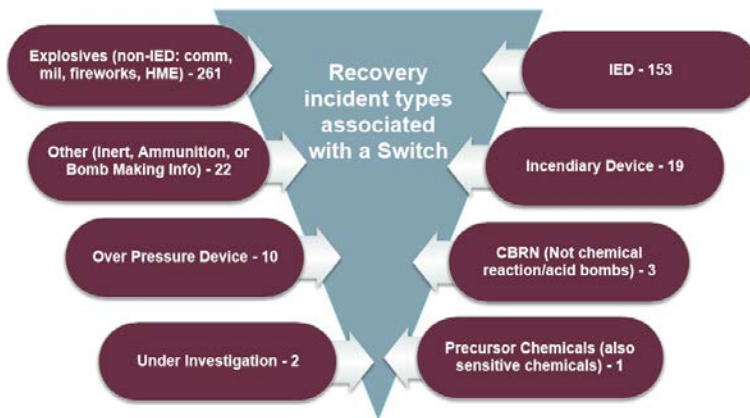 Recovery
incident types
associated
with a Switch
Explosives (non-IED: comm,
mil, fireworks, HME) - 261
IED - 153
Other (Inert, Ammunition, or
Bomb Making Info) - 22
Incendiary Device - 19
Over Pressure Device - 10
CBRN (Not chemical
reaction/acid bombs) - 3
Under Investigation - 2
Precursor Chemicals (also
sensitive chemicals) - 1